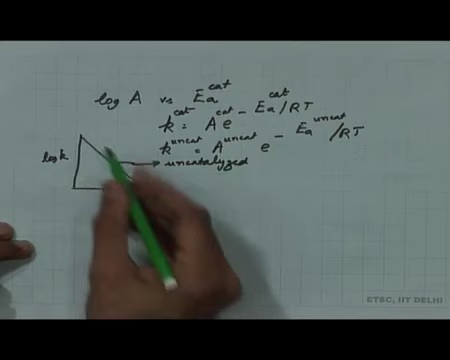 log A vs Ea^cat
k^cat = A^cat e^-Ea^cat/RT
k^uncat = A^uncat e^-Ea^uncat/RT
log k → uncatalyzed
ETSC, IIT DELHI